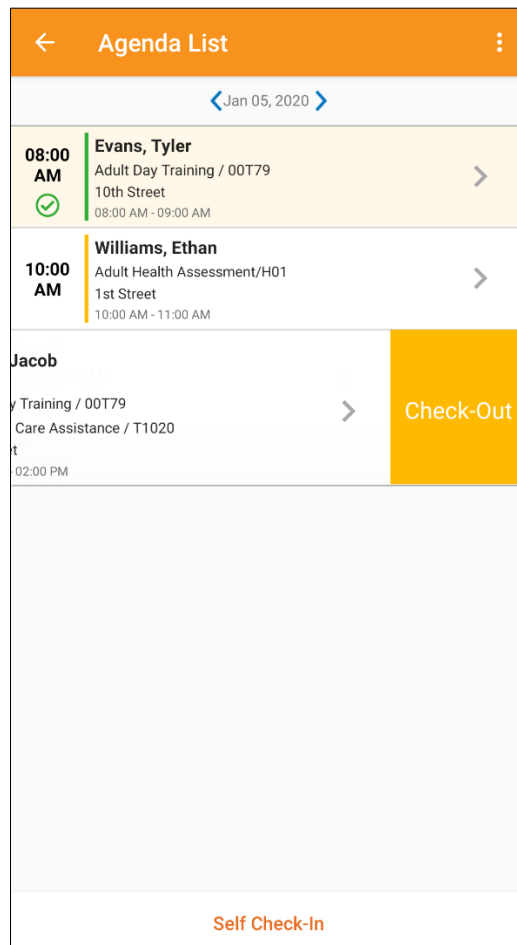 Agenda List
Jan 05, 2020
08:00
AM
Evans, Tyler
Adult Day Training / 00T79
10th Street
08:00 AM - 09:00 AM
10:00
AM
Williams, Ethan
Adult Health Assessment/H01
1st Street
10:00 AM - 11:00 AM
Jacob
y Training / 00T79
Care Assistance / T1020
et
- 02:00 PM
Check-Out
Self Check-In